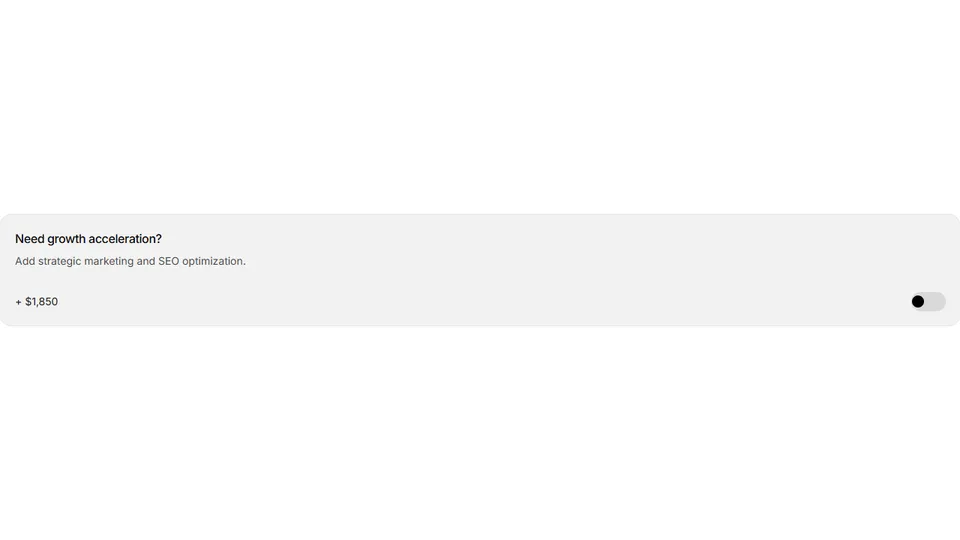 Need growth acceleration?
Add strategic marketing and SEO optimization.
+ $1,850